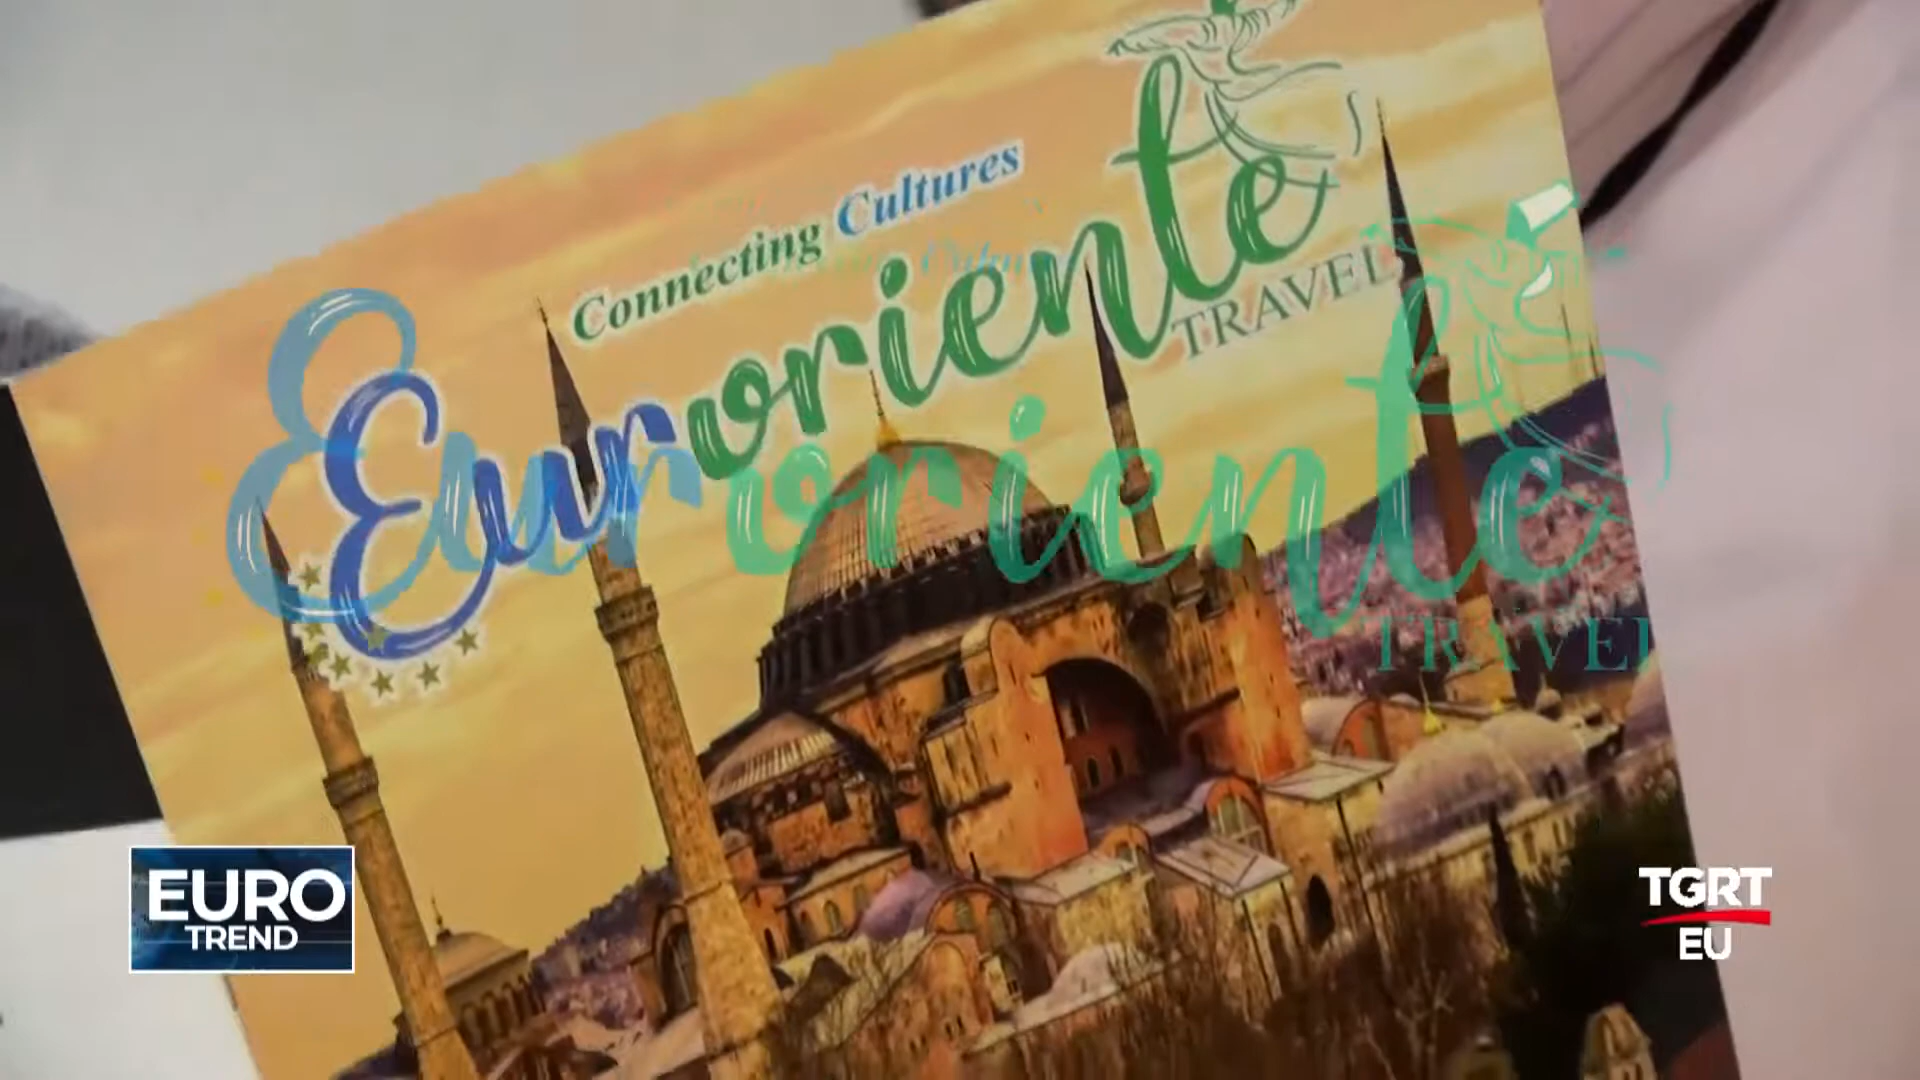 Connecting Cultures
Euroriente
TRAVEL
Euroriente
TRAVEL
EURO
TREND
TGRT
EU